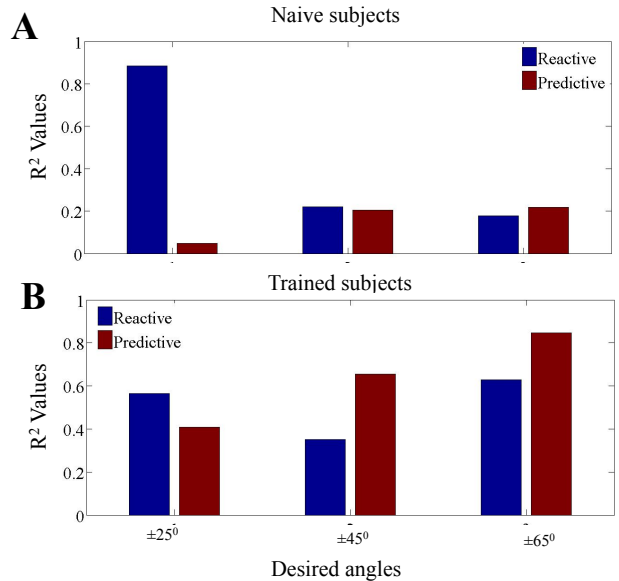 A
Naive subjects
1
0.8
0.6
0.4
0.2
0
R² Values
Reactive
Predictive
B
Trained subjects
1
0.8
0.6
0.4
0.2
0
R² Values
Reactive
Predictive
±25⁰
±45⁰
±65⁰
Desired angles